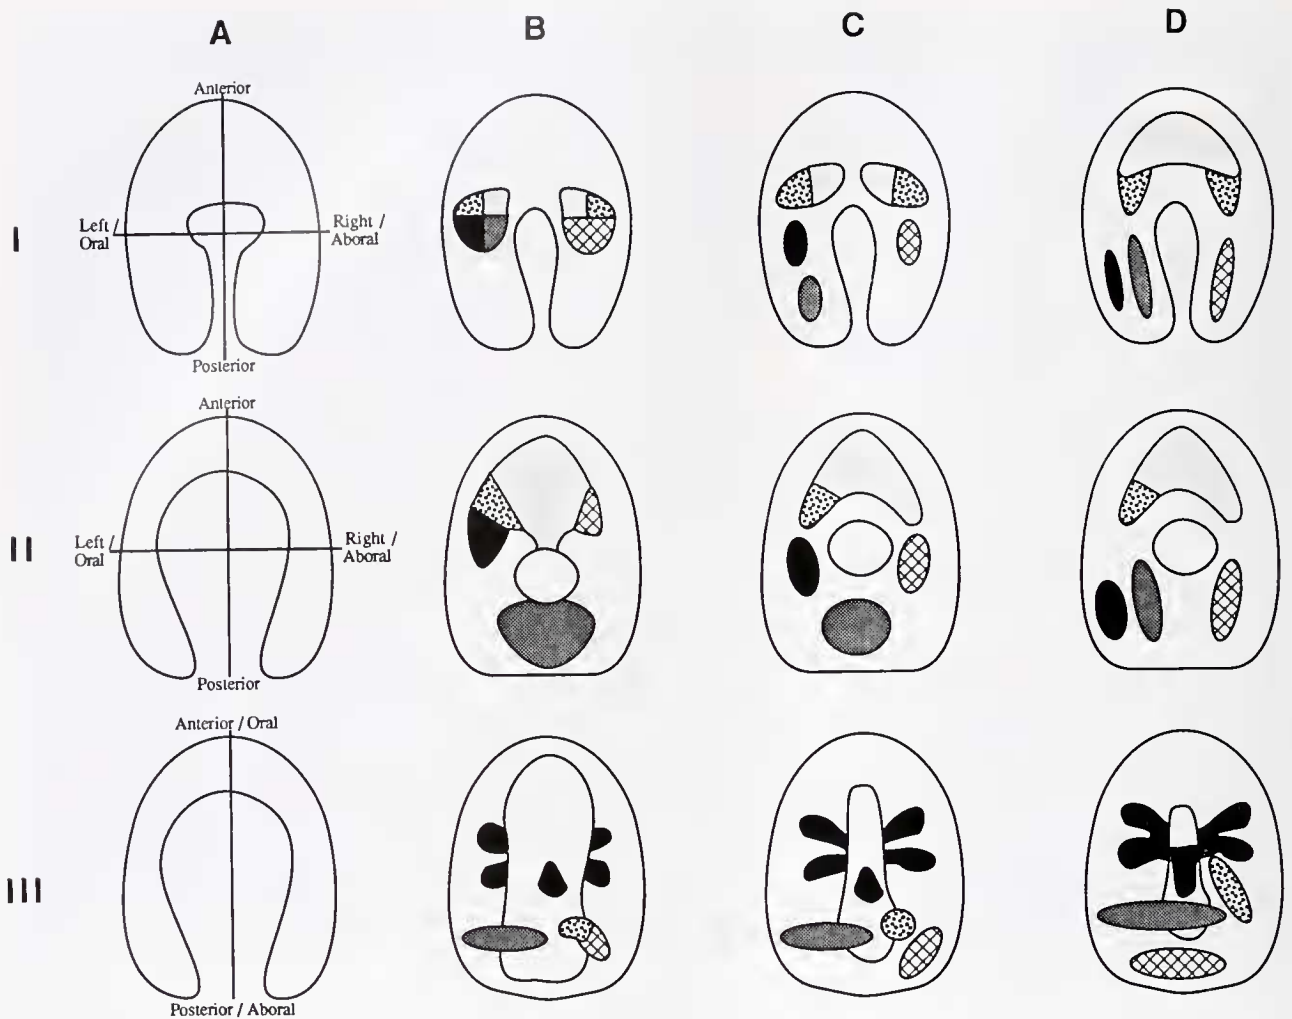 A B C D
Anterior
I
Left /
Oral
Right /
Aboral
Posterior
Anterior
II
Left /
Oral
Right /
Aboral
Posterior
Anterior / Oral
III
Posterior / Aboral